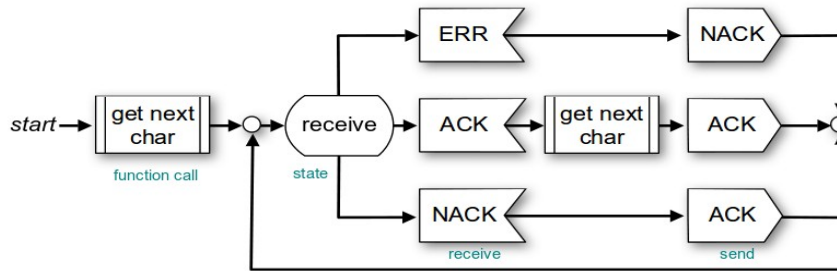 ERR
NACK
start
get next
char
receive
ACK
get next
char
ACK
function call
state
NACK
ACK
receive
send